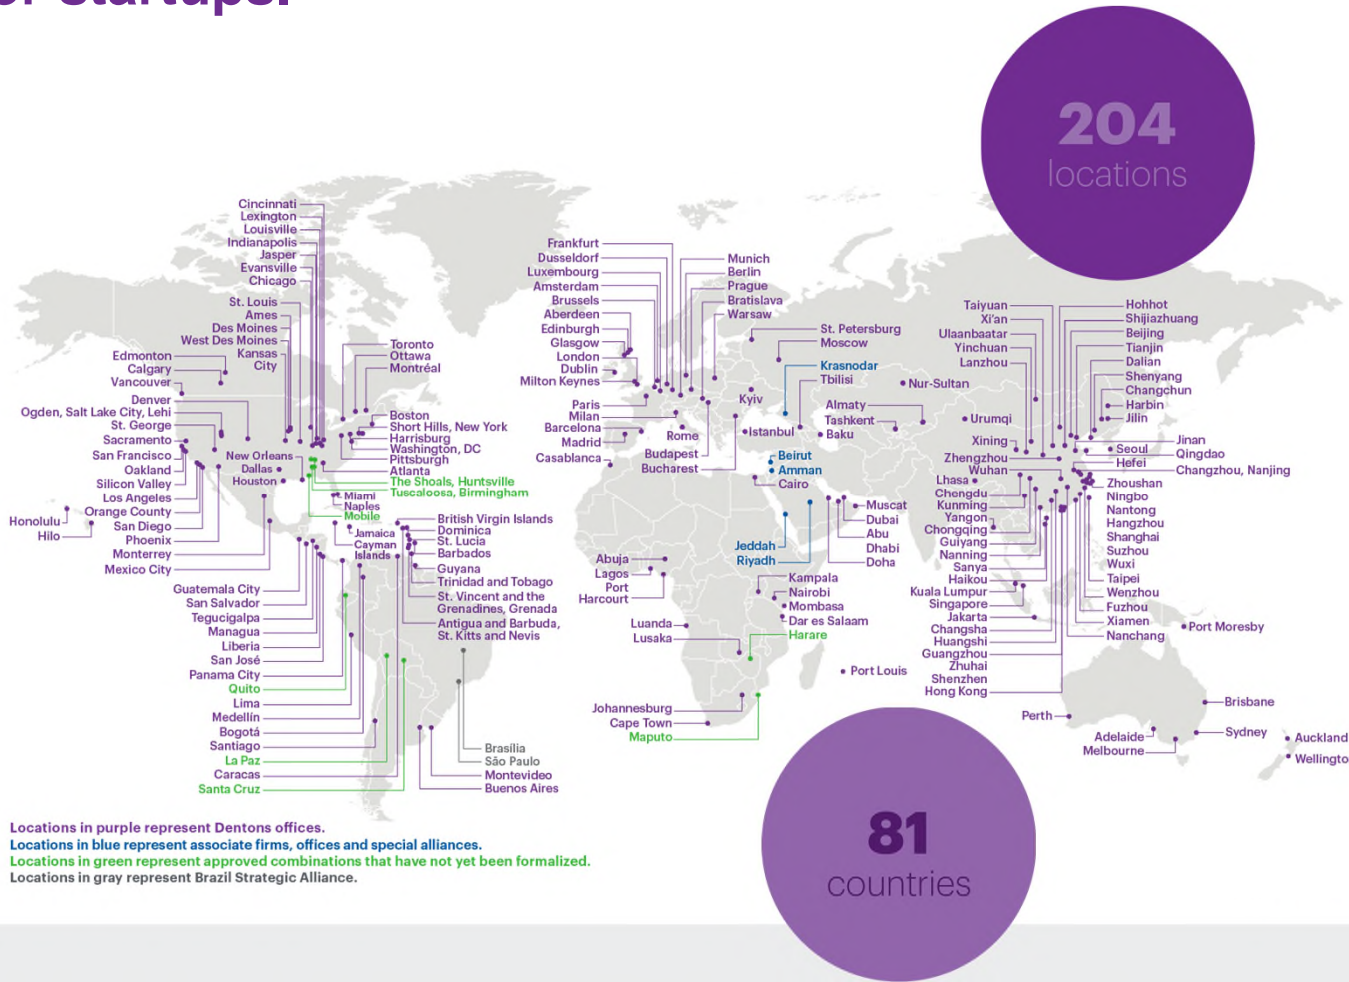 or startups.
204
locations
Cincinnati
Lexington
Louisville
Indianapolis
Jasper
Evansville
Chicago
St. Louis
Ames
Des Moines
West Des Moines
Kansas
City
Edmonton
Calgary
Vancouver
Denver
Ogden, Salt Lake City, Lehi
St. George
Sacramento
San Francisco
Oakland
Silicon Valley
Los Angeles
Orange County
San Diego
Phoenix
Monterrey
Mexico City
Honolulu
Hilo
New Orleans
Dallas
Houston
Toronto
Ottawa
Montréal
Boston
Short Hills, New York
Harrisburg
Washington, DC
Pittsburgh
Atlanta
The Shoals, Huntsville
Tuscaloosa, Birmingham
Miami
Naples
Mobile
Jamaica
Cayman
Islands
British Virgin Islands
Dominica
St. Lucia
Barbados
Guyana
Trinidad and Tobago
St. Vincent and the
Grenadines, Grenada
Antigua and Barbuda,
St. Kitts and Nevis
Guatemala City
San Salvador
Tegucigalpa
Managua
Liberia
San José
Panama City
Quito
Lima
Medellín
Bogotá
Santiago
La Paz
Caracas
Santa Cruz
Brasília
São Paulo
Montevideo
Buenos Aires
Frankfurt
Dusseldorf
Luxembourg
Amsterdam
Brussels
Aberdeen
Edinburgh
Glasgow
London
Dublin
Milton Keynes
Paris
Milan
Barcelona
Madrid
Casablanca
Munich
Berlin
Prague
Bratislava
Warsaw
St. Petersburg
Moscow
Krasnodar
Tbilisi
Kyiv
Rome
Istanbul
Budapest
Bucharest
Almaty
Tashkent
Baku
Nur-Sultan
Beirut
Amman
Cairo
Jeddah
Riyadh
Muscat
Dubai
Abu
Dhabi
Doha
Abuja
Lagos
Port
Harcourt
Luanda
Lusaka
Kampala
Nairobi
Mombasa
Dar es Salaam
Harare
Port Louis
Johannesburg
Cape Town
Maputo
Taiyuan
Xi'an
Ulaanbaatar
Yinchuan
Lanzhou
Urumqi
Xining
Zhengzhou
Wuhan
Lhasa
Chengdu
Kunming
Yangon
Chongqing
Guiyang
Nanning
Sanya
Haikou
Kuala Lumpur
Singapore
Jakarta
Changsha
Huangshi
Guangzhou
Zhuhai
Shenzhen
Hong Kong
Hohhot
Shijiazhuang
Beijing
Tianjin
Dalian
Shenyang
Changchun
Harbin
Jilin
Jinan
Seoul
Qingdao
Hefei
Changzhou, Nanjing
Zhoushan
Ningbo
Nantong
Hangzhou
Shanghai
Suzhou
Wuxi
Taipei
Wenzhou
Fuzhou
Xiamen
Nanchang
Port Moresby
Perth
Adelaide
Melbourne
Brisbane
Sydney
Auckland
Wellingto
Locations in purple represent Dentons offices.
Locations in blue represent associate firms, offices and special alliances.
Locations in green represent approved combinations that have not yet been formalized.
Locations in gray represent Brazil Strategic Alliance.
81
countries